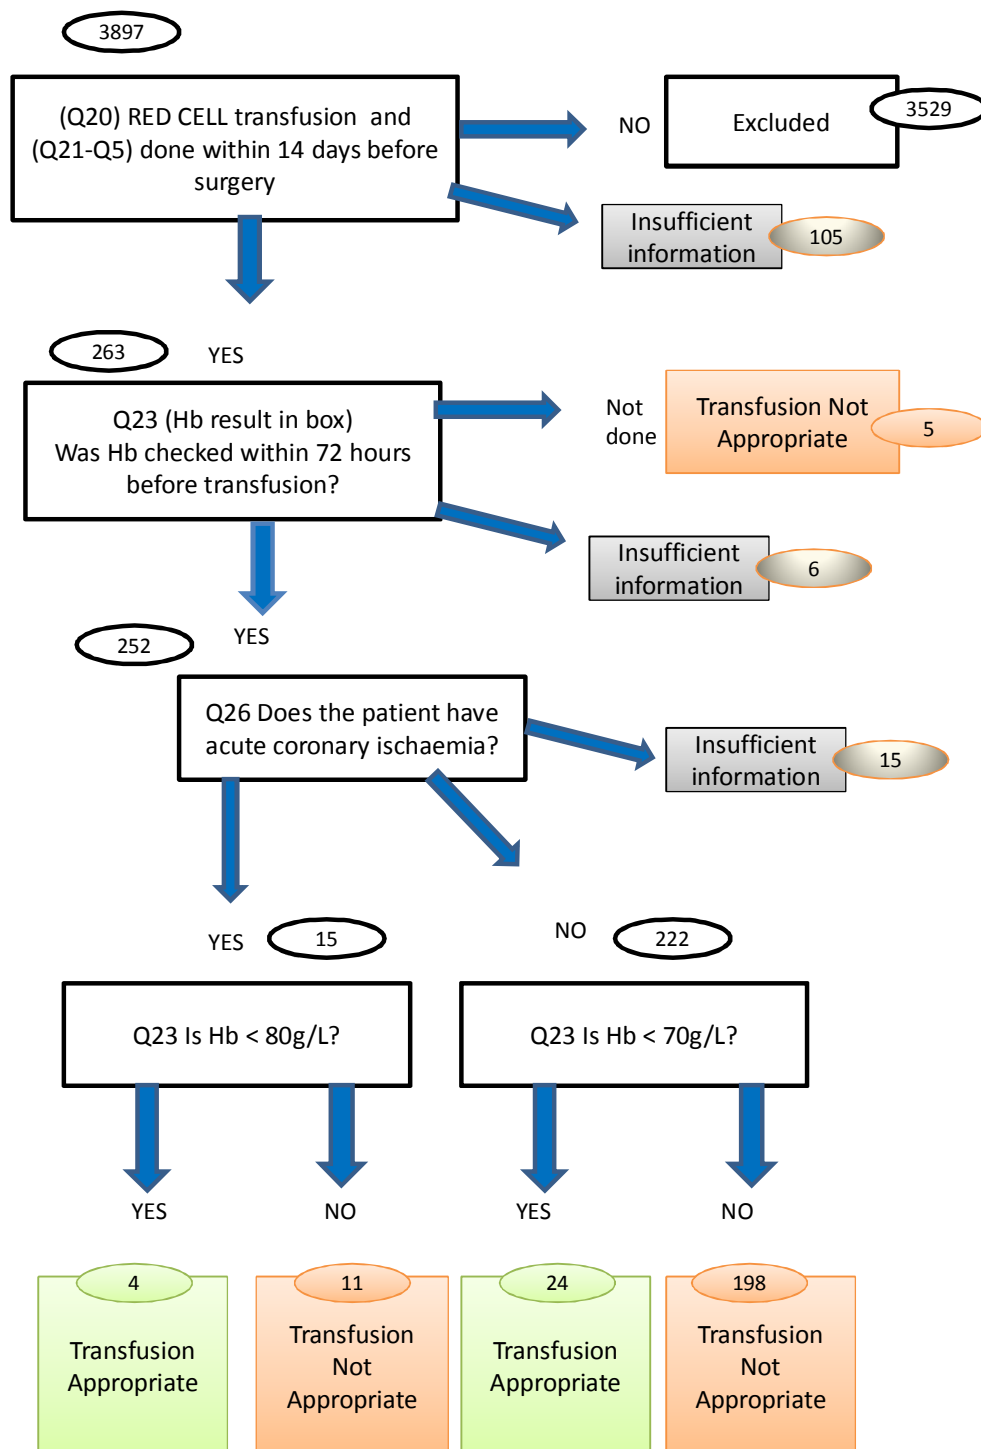 3897
(Q20) RED CELL transfusion and
(Q21-Q5) done within 14 days before
surgery
NO
Excluded
3529
Insufficient
information
105
263
YES
Q23 (Hb result in box)
Was Hb checked within 72 hours
before transfusion?
Not
done
Transfusion Not
Appropriate
5
Insufficient
information
6
252
YES
Q26 Does the patient have
acute coronary ischaemia?
Insufficient
information
15
YES
15
NO
222
Q23 Is Hb < 80g/L?
Q23 Is Hb < 70g/L?
YES
NO
YES
NO
4
Transfusion
Appropriate
11
Transfusion
Not
Appropriate
24
Transfusion
Appropriate
198
Transfusion
Not
Appropriate